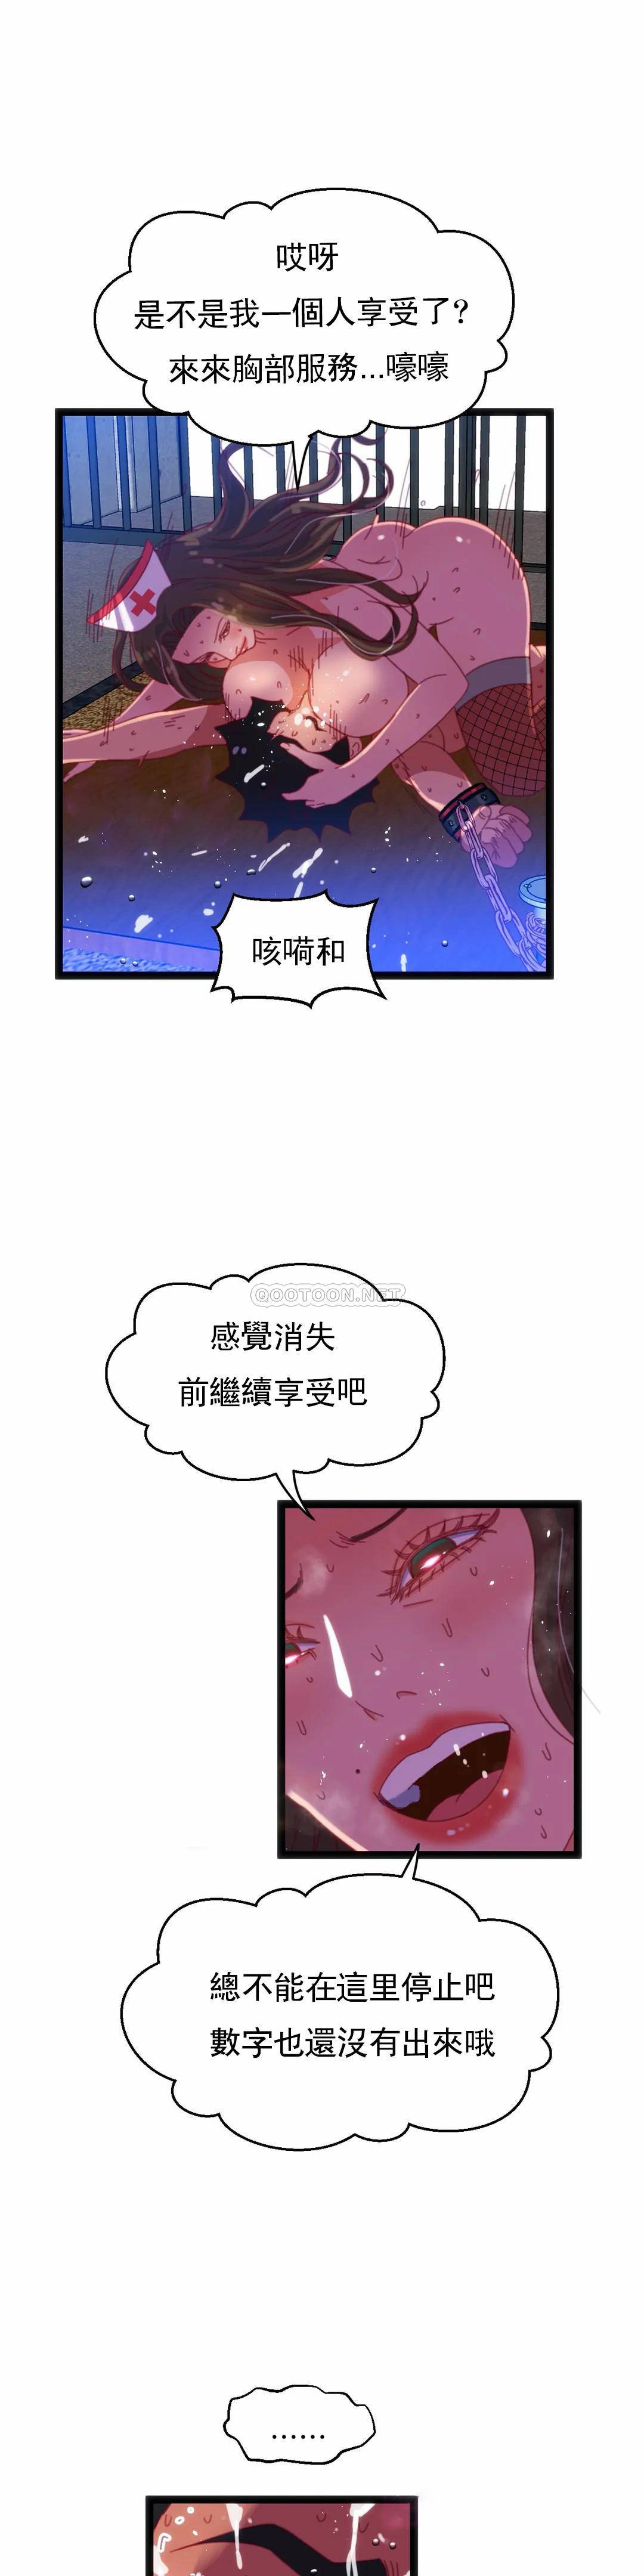 哎呀
是不是我一個人享受了?
來來胸部服務...嚎嚎
咳嗬和
QOOTOON.NET
感覺消失
前繼續享受吧
總不能在這里停止吧
數字也還沒有出來哦
......